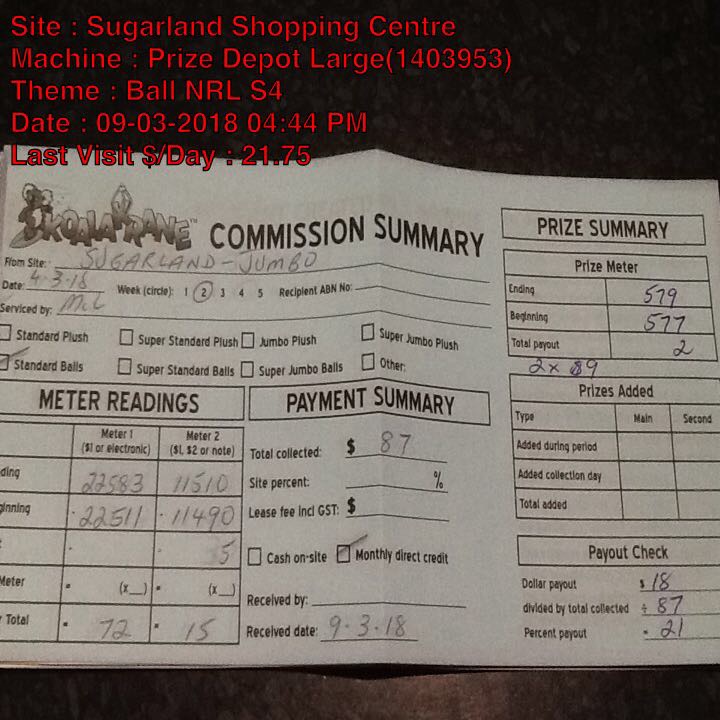 Site : Sugarland Shopping Centre
Machine : Prize Depot Large(1403953)
Theme : Ball NRL S4
Date : 09-03-2018 04:44 PM
Last Visit $/Day : 21.75
KOALA KRANE™ COMMISSION SUMMARY
From Site: SUGARLAND - JUMBO
Date: 4-3-18 Week (circle): 1 2 3 4 5 Recipient ABN No:
Serviced by:
Standard Plush Super Standard Plush Jumbo Plush Super Jumbo Plush
Standard Balls Super Standard Balls Super Jumbo Balls Other:
METER READINGS
Meter 1 Meter 2
($1 or electronic) ($1, $2 or note)
ding 22583 11510
ginning 22511 11490
5
Meter = (x__) = (x__)
Total = 72 = 15
PAYMENT SUMMARY
Total collected: $ 87
Site percent: %
Lease fee incl GST: $
Cash on-site Monthly direct credit
Received by:
Received date: 9-3-18
PRIZE SUMMARY
Prize Meter
Ending 579
Beginning 577
Total payout 2
2 x 89
Prizes Added
Type Main Second
Added during period
Added collection day
Total added
Payout Check
Dollar payout $ 18
divided by total collected ÷ 87
Percent payout = 21